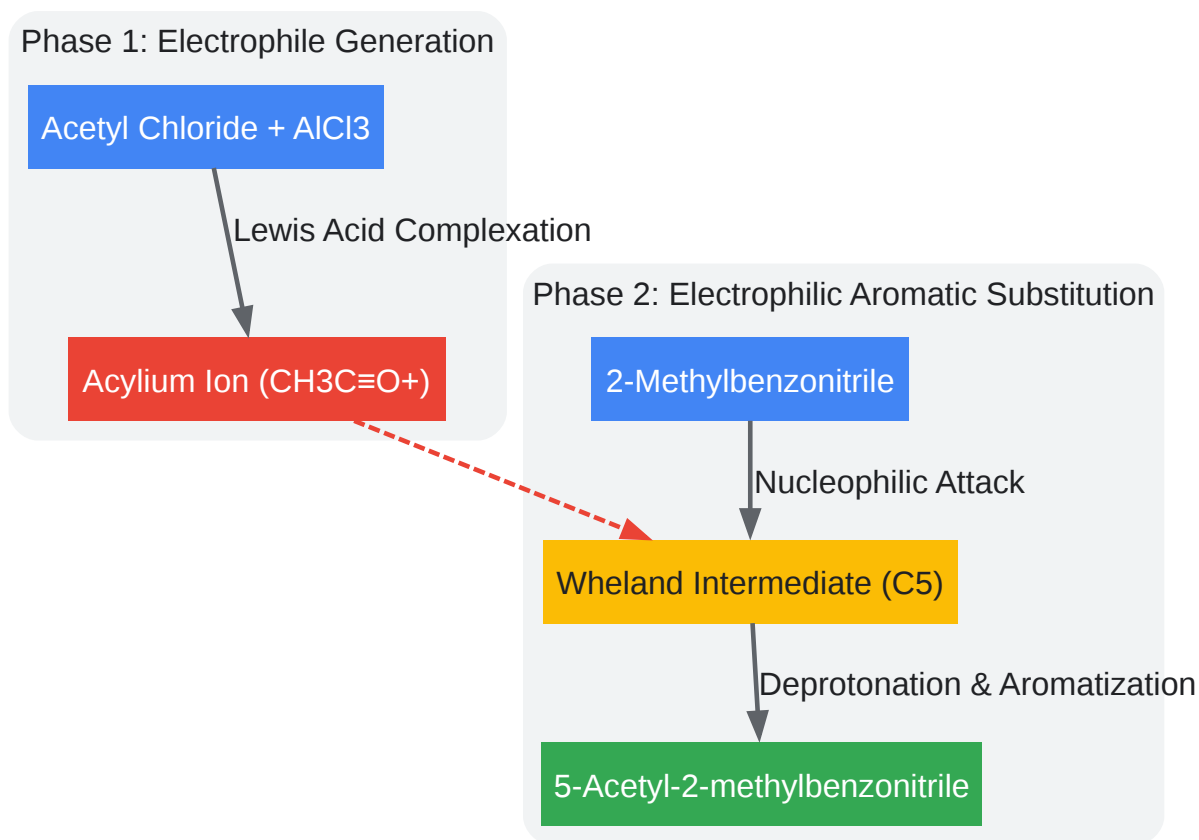 Phase 1: Electrophile Generation
Acetyl Chloride + AlCl3
Lewis Acid Complexation
Acylium Ion (CH3C≡O+)
Phase 2: Electrophilic Aromatic Substitution
2-Methylbenzonitrile
Nucleophilic Attack
Wheland Intermediate (C5)
Deprotonation & Aromatization
5-Acetyl-2-methylbenzonitrile